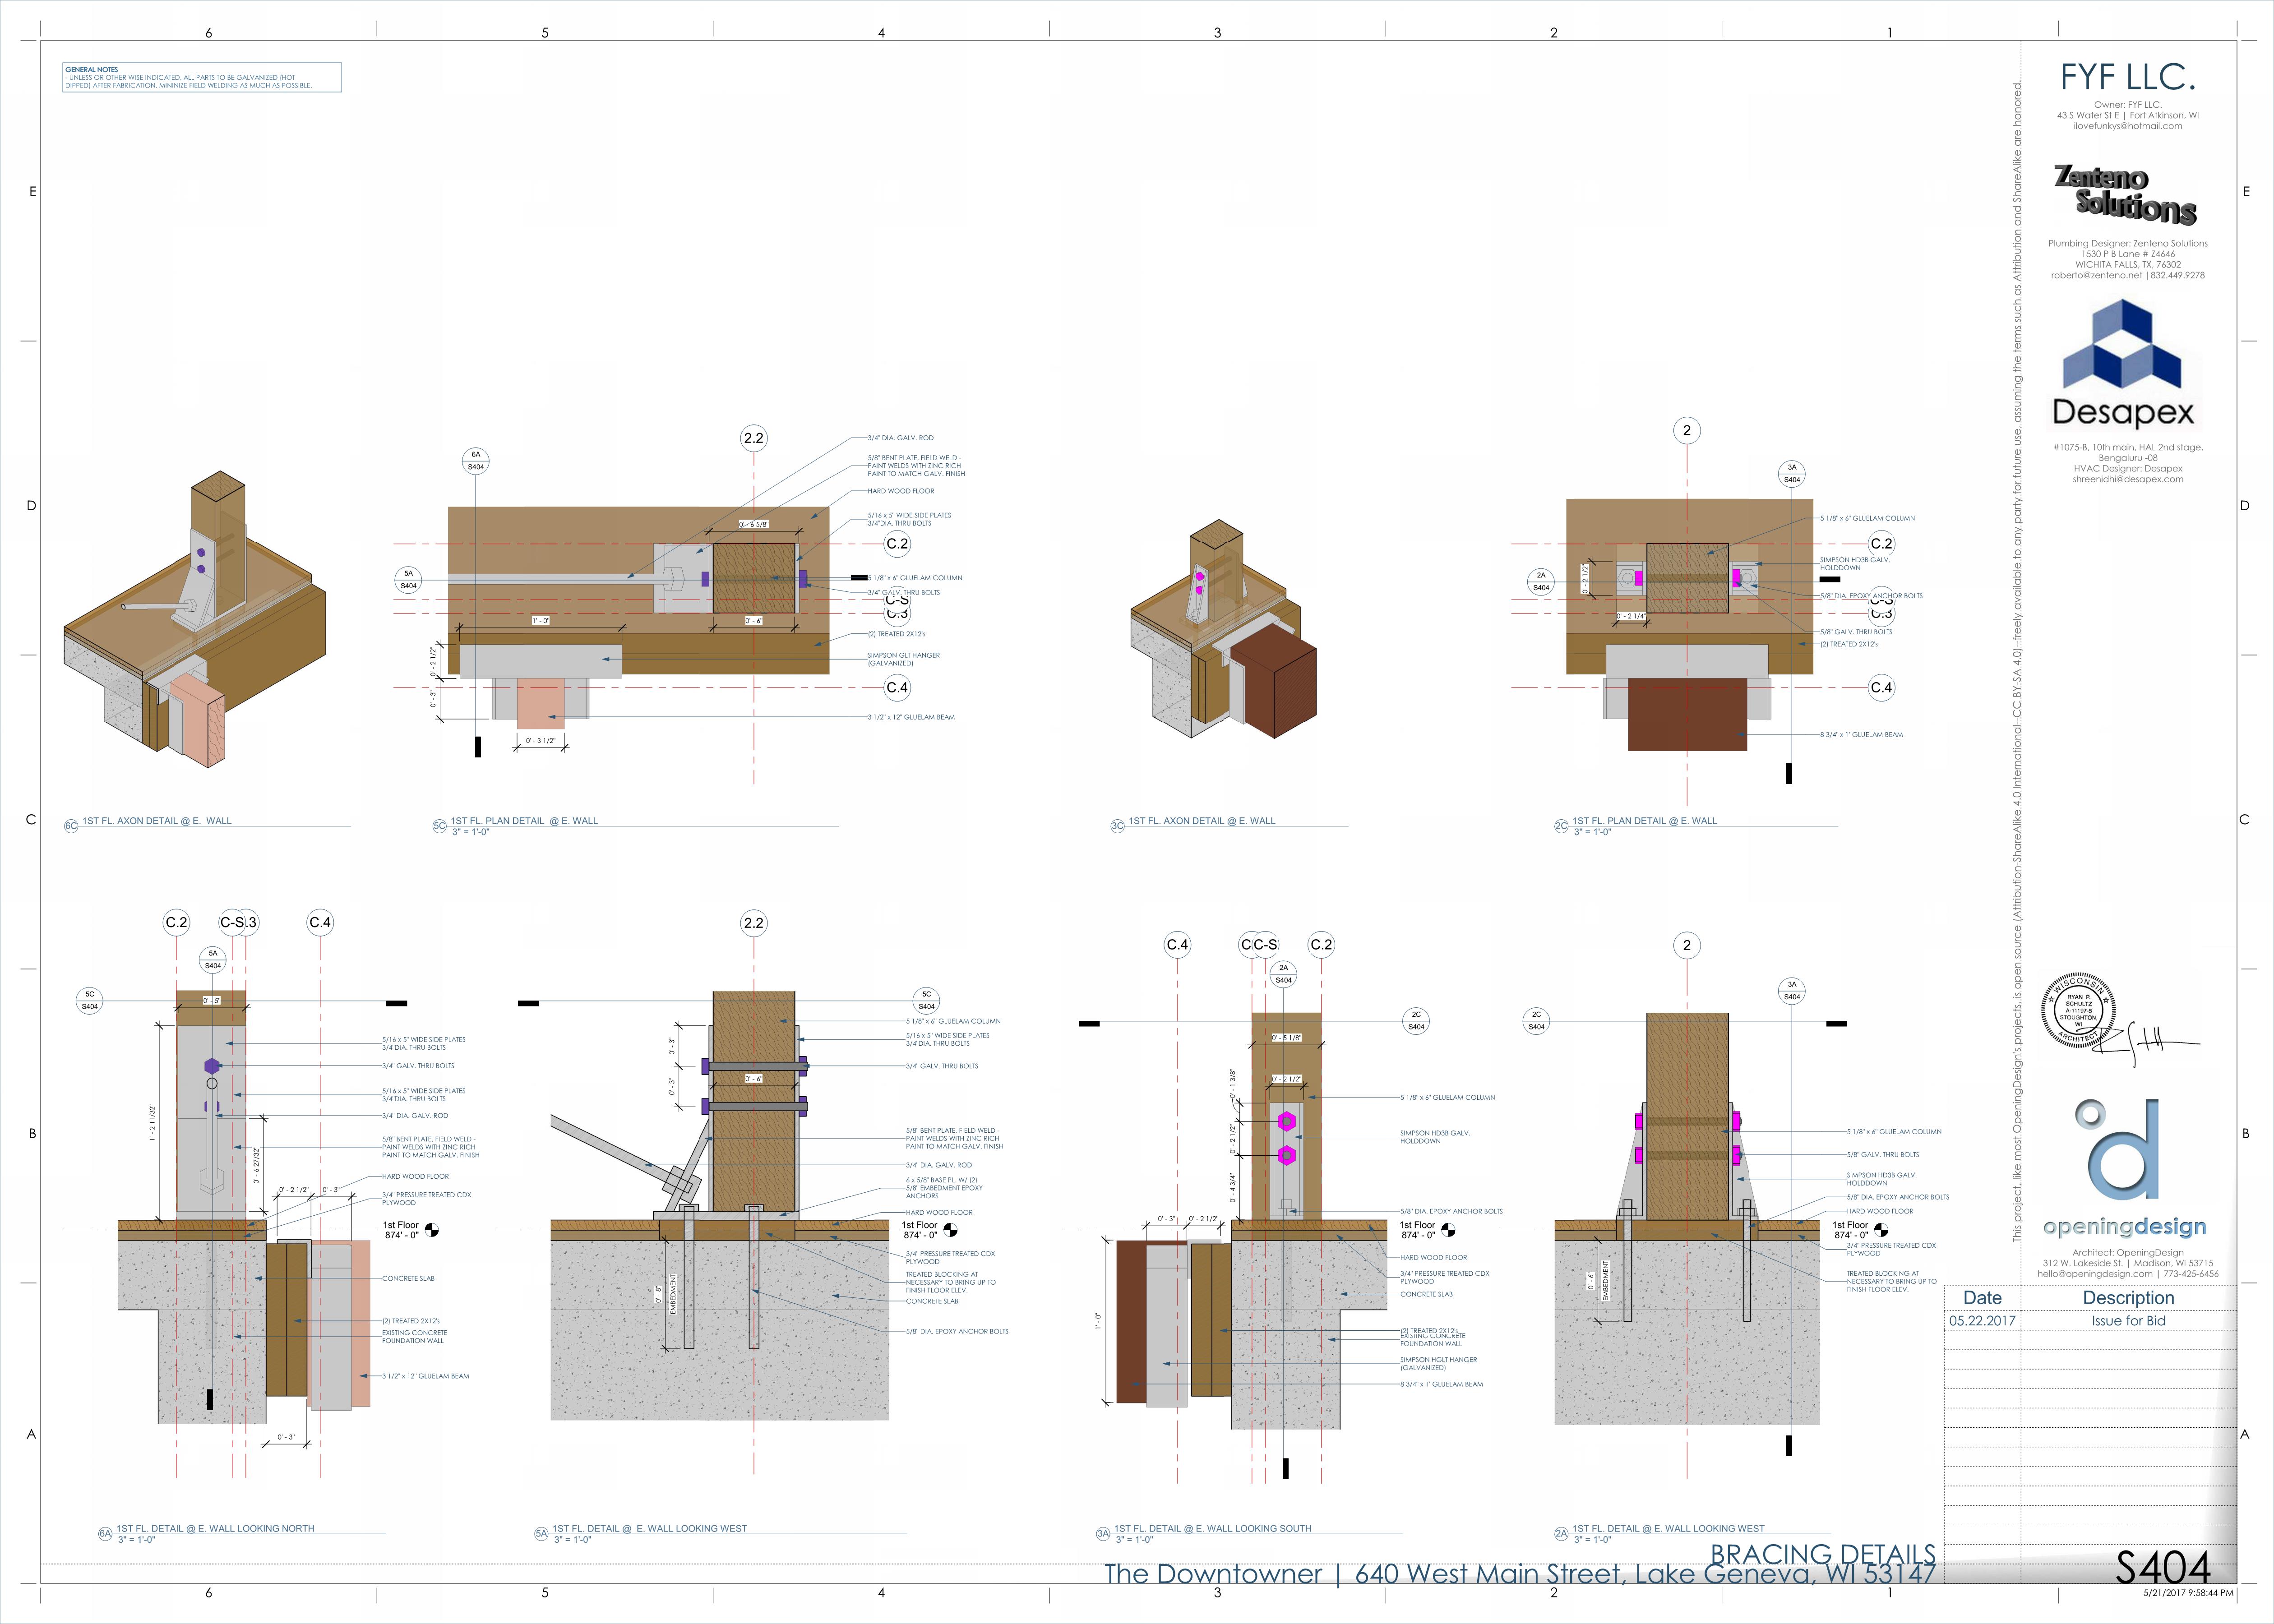 6
5
4
3
2
1
GENERAL NOTES
- UNLESS OR OTHER WISE INDICATED, ALL PARTS TO BE GALVANIZED (HOT
DIPPED) AFTER FABRICATION. MININIZE FIELD WELDING AS MUCH AS POSSIBLE.
E
D
C
B
A
6C
1ST FL. AXON DETAIL @ E. WALL
6A
S404
5A
S404
2.2
3/4" DIA. GALV. ROD
5/8" BENT PLATE, FIELD WELD -
PAINT WELDS WITH ZINC RICH
PAINT TO MATCH GALV. FINISH
HARD WOOD FLOOR
5/16 x 5" WIDE SIDE PLATES
3/4"DIA. THRU BOLTS
0' - 6 5/8"
C.2
5 1/8" x 6" GLUELAM COLUMN
3/4" GALV. THRU BOLTS
C-S
C.3
1' - 0"
0' - 6"
(2) TREATED 2X12's
SIMPSON GLT HANGER
(GALVANIZED)
0' - 2 1/2"
0' - 3"
C.4
3 1/2" x 12" GLUELAM BEAM
0' - 3 1/2"
5C
1ST FL. PLAN DETAIL @ E. WALL
3" = 1'-0"
3C
1ST FL. AXON DETAIL @ E. WALL
2
3A
S404
2A
S404
5 1/8" x 6" GLUELAM COLUMN
C.2
SIMPSON HD3B GALV.
HOLDDOWN
0' - 2 1/2"
5/8" DIA. EPOXY ANCHOR BOLTS
C-S
C.3
0' - 2 1/4"
5/8" GALV. THRU BOLTS
(2) TREATED 2X12's
C.4
8 3/4" x 1' GLUELAM BEAM
2C
1ST FL. PLAN DETAIL @ E. WALL
3" = 1'-0"
C.2
C-S
.3
C.4
5A
S404
5C
S404
0' - 5"
5/16 x 5" WIDE SIDE PLATES
3/4"DIA. THRU BOLTS
3/4" GALV. THRU BOLTS
5/16 x 5" WIDE SIDE PLATES
3/4"DIA. THRU BOLTS
3/4" DIA. GALV. ROD
1' - 2 11/32"
5/8" BENT PLATE, FIELD WELD -
PAINT WELDS WITH ZINC RICH
PAINT TO MATCH GALV. FINISH
0' - 6 27/32"
HARD WOOD FLOOR
0' - 2 1/2"
0' - 3"
3/4" PRESSURE TREATED CDX
PLYWOOD
1st Floor
874' - 0"
CONCRETE SLAB
(2) TREATED 2X12's
EXISTING CONCRETE
FOUNDATION WALL
3 1/2" x 12" GLUELAM BEAM
0' - 3"
6A
1ST FL. DETAIL @ E. WALL LOOKING NORTH
3" = 1'-0"
2.2
5C
S404
5 1/8" x 6" GLUELAM COLUMN
5/16 x 5" WIDE SIDE PLATES
3/4"DIA. THRU BOLTS
0' - 3"
3/4" GALV. THRU BOLTS
0' - 6"
0' - 3"
5/8" BENT PLATE, FIELD WELD -
PAINT WELDS WITH ZINC RICH
PAINT TO MATCH GALV. FINISH
3/4" DIA. GALV. ROD
6 x 5/8" BASE PL. W/ (2)
5/8" EMBEDMENT EPOXY
ANCHORS
HARD WOOD FLOOR
1st Floor
874' - 0"
3/4" PRESSURE TREATED CDX
PLYWOOD
TREATED BLOCKING AT
NECESSARY TO BRING UP TO
FINISH FLOOR ELEV.
0' - 8"
EMBEDMENT
CONCRETE SLAB
5/8" DIA. EPOXY ANCHOR BOLTS
5A
1ST FL. DETAIL @ E. WALL LOOKING WEST
3" = 1'-0"
C.4
C
C-S
C.2
2A
S404
2C
S404
0' - 5 1/8"
0' - 2 1/2"
0' - 1 3/8"
5 1/8" x 6" GLUELAM COLUMN
0' - 2 1/2"
SIMPSON HD3B GALV.
HOLDDOWN
0' - 4 3/4"
5/8" DIA. EPOXY ANCHOR BOLTS
0' - 3"
0' - 2 1/2"
1st Floor
874' - 0"
HARD WOOD FLOOR
3/4" PRESSURE TREATED CDX
PLYWOOD
CONCRETE SLAB
1' - 0"
(2) TREATED 2X12's
EXISTING CONCRETE
FOUNDATION WALL
SIMPSON HGLT HANGER
(GALVANIZED)
8 3/4" x 1' GLUELAM BEAM
3A
1ST FL. DETAIL @ E. WALL LOOKING SOUTH
3" = 1'-0"
2
2C
S404
3A
S404
5 1/8" x 6" GLUELAM COLUMN
5/8" GALV. THRU BOLTS
SIMPSON HD3B GALV.
HOLDDOWN
5/8" DIA. EPOXY ANCHOR BOLTS
HARD WOOD FLOOR
1st Floor
874' - 0"
3/4" PRESSURE TREATED CDX
PLYWOOD
0' - 6"
EMBEDMENT
TREATED BLOCKING AT
NECESSARY TO BRING UP TO
FINISH FLOOR ELEV.
2A
1ST FL. DETAIL @ E. WALL LOOKING WEST
3" = 1'-0"
This project, like most OpeningDesign's projects, is open source (Attribution-ShareAlike 4.0 International -CC BY-SA 4.0)--freely available to any party for future use, assuming the terms such as Attribution and ShareAlike are honored.
FYF LLC.
Owner: FYF LLC.
43 S Water St E | Fort Atkinson, WI
ilovefunkys@hotmail.com
Zenteno
Solutions
Plumbing Designer: Zenteno Solutions
1530 P B Lane # Z4646
WICHITA FALLS, TX, 76302
roberto@zenteno.net |832.449.9278
Desapex
#1075-B, 10th main, HAL 2nd stage,
Bengaluru -08
HVAC Designer: Desapex
shreenidhi@desapex.com
WISCONSIN
RYAN P.
SCHULTZ
A-11197-5
STOUGHTON,
WI
ARCHITECT
openingdesign
Architect: OpeningDesign
312 W. Lakeside St. | Madison, WI 53715
hello@openingdesign.com | 773-425-6456
Date
Description
05.22.2017
Issue for Bid
BRACING DETAILS
The Downtowner | 640 West Main Street, Lake Geneva, WI 53147
S404
5/21/2017 9:58:44 PM
E
D
C
B
A
6
5
4
3
2
1